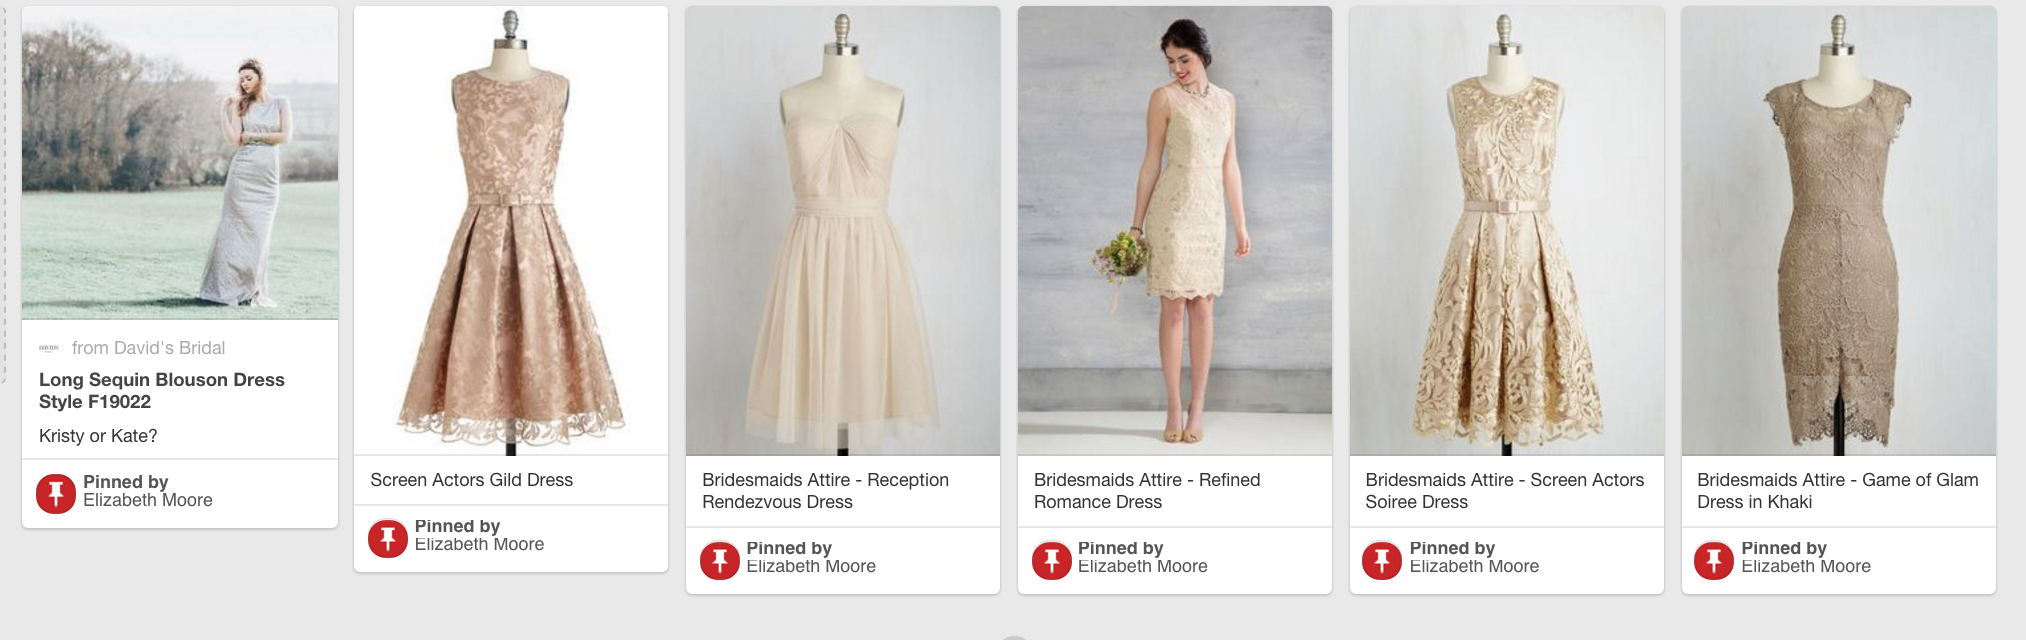 from David's Bridal
Long Sequin Blouson Dress
Style F19022
Kristy or Kate?
Pinned by
Elizabeth Moore
Screen Actors Gild Dress
Pinned by
Elizabeth Moore
Bridesmaids Attire - Reception
Rendezvous Dress
Pinned by
Elizabeth Moore
Bridesmaids Attire - Refined
Romance Dress
Pinned by
Elizabeth Moore
Bridesmaids Attire - Screen Actors
Soiree Dress
Pinned by
Elizabeth Moore
Bridesmaids Attire - Game of Glam
Dress in Khaki
Pinned by
Elizabeth Moore